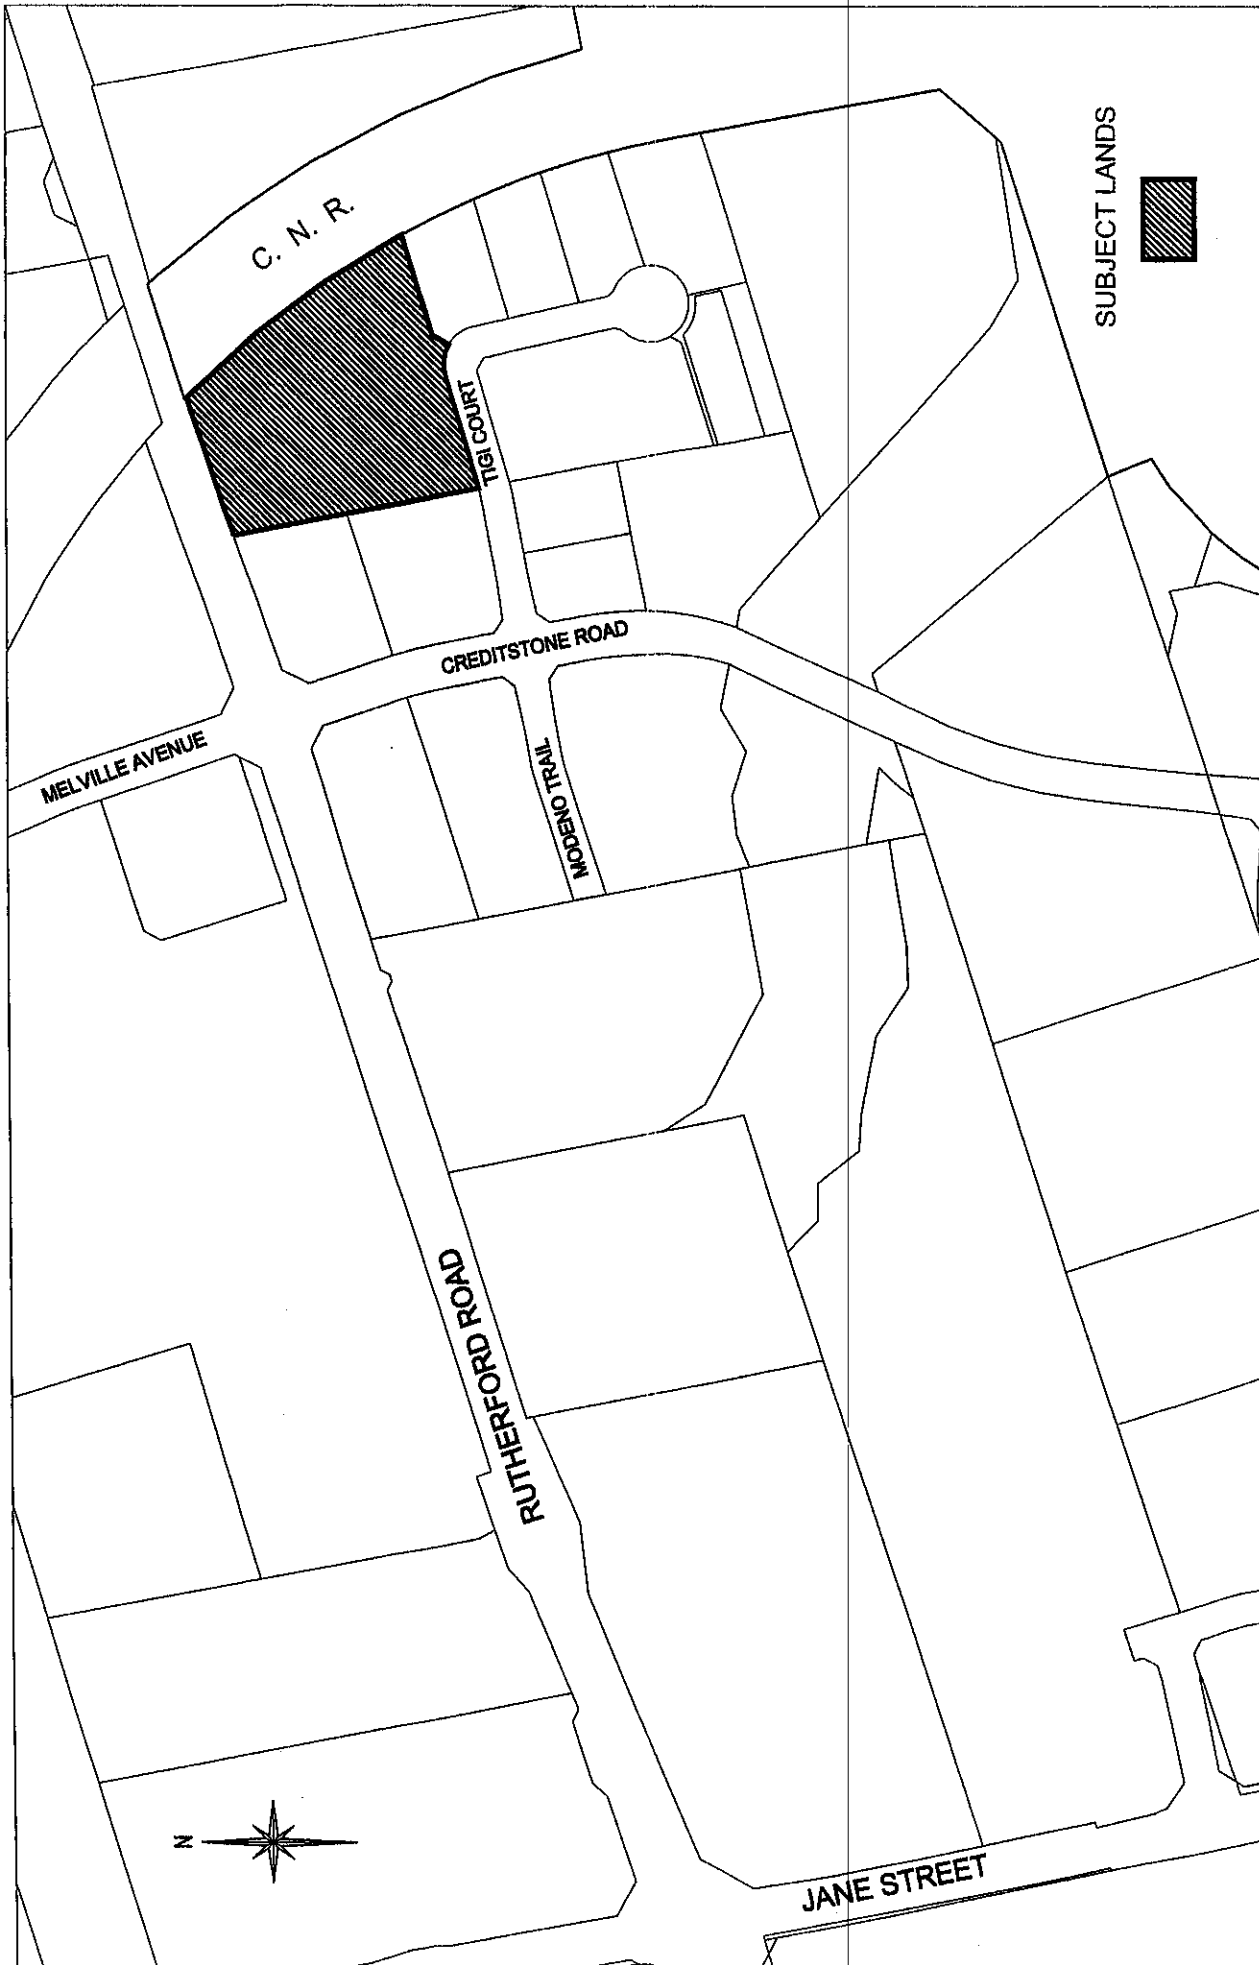 C. N. R.
SUBJECT LANDS
TIGI COURT
CREDITSTONE ROAD
MELVILLE AVENUE
MODENO TRAIL
RUTHERFORD ROAD
N
JANE STREET